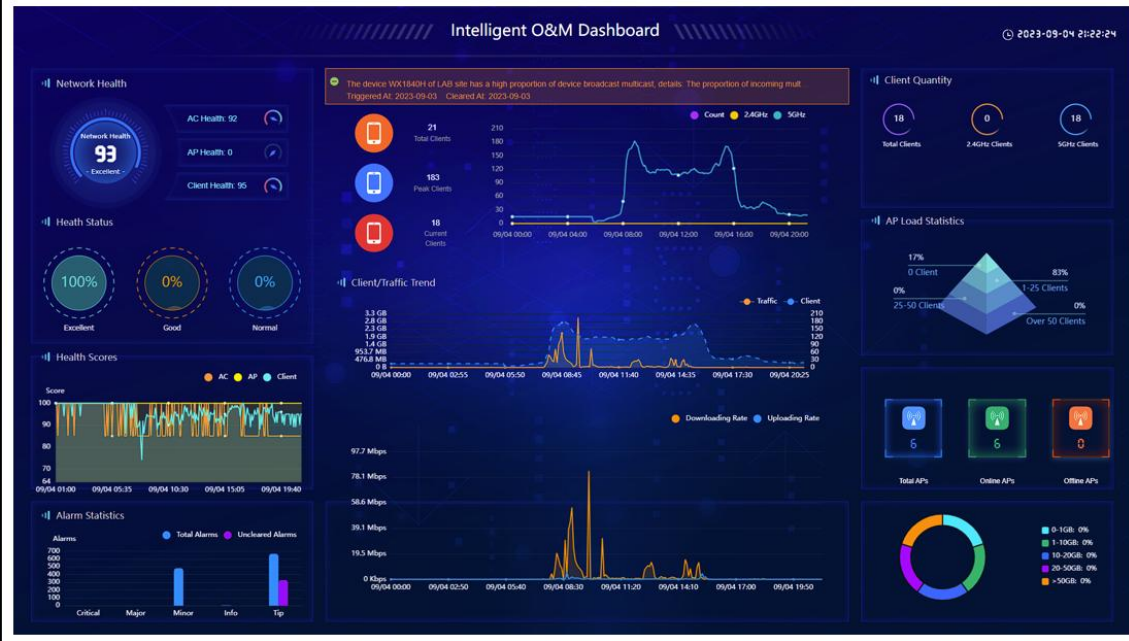 Intelligent O&M Dashboard
2023-09-04 21:22:24
Network Health
Network Health
93
- Excellent -
AC Health: 92
AP Health: 0
Client Health: 95
Heath Status
100%
0%
0%
Excellent
Good
Normal
Health Scores
AC AP Client
Score
100
90
80
70
64
09/04 01:00 09/04 05:35 09/04 10:30 09/04 15:05 09/04 19:40
Alarm Statistics
Total Alarms Uncleared Alarms
Alarms
700
600
500
400
300
200
100
0
Critical Major Minor Info Tip
The device WX1840H of LAB site has a high proportion of device broadcast multicast, details: The proportion of incoming mult
Triggered At: 2023-09-03 Cleared At: 2023-09-03
21
Total Clients
183
Peak Clients
18
Current
Clients
Count 2.4GHz 5GHz
210
180
150
120
90
60
30
0
09/04 00:00 09/04 04:00 09/04 08:00 09/04 12:00 09/04 16:00 09/04 20:00
Client/Traffic Trend
Traffic Client
3.3 GB
2.8 GB
2.3 GB
1.9 GB
1.4 GB
953.7 MB
476.8 MB
0 B
210
180
150
120
90
60
30
0
09/04 00:00 09/04 02:55 09/04 05:50 09/04 08:45 09/04 11:40 09/04 14:35 09/04 17:30 09/04 20:25
Downloading Rate Uploading Rate
97.7 Mbps
78.1 Mbps
58.6 Mbps
39.1 Mbps
19.5 Mbps
0 Kbps
09/04 00:00 09/04 02:50 09/04 05:40 09/04 08:30 09/04 11:20 09/04 14:10 09/04 17:00 09/04 19:50
Client Quantity
18
0
18
Total Clients
2.4GHz Clients
5GHz Clients
AP Load Statistics
17%
0 Client
83%
1-25 Clients
0%
25-50 Clients
0%
Over 50 Clients
6
6
0
Total APs
Online APs
Offline APs
0-1GB: 0%
1-10GB: 0%
10-20GB: 0%
20-50GB: 0%
>50GB: 0%